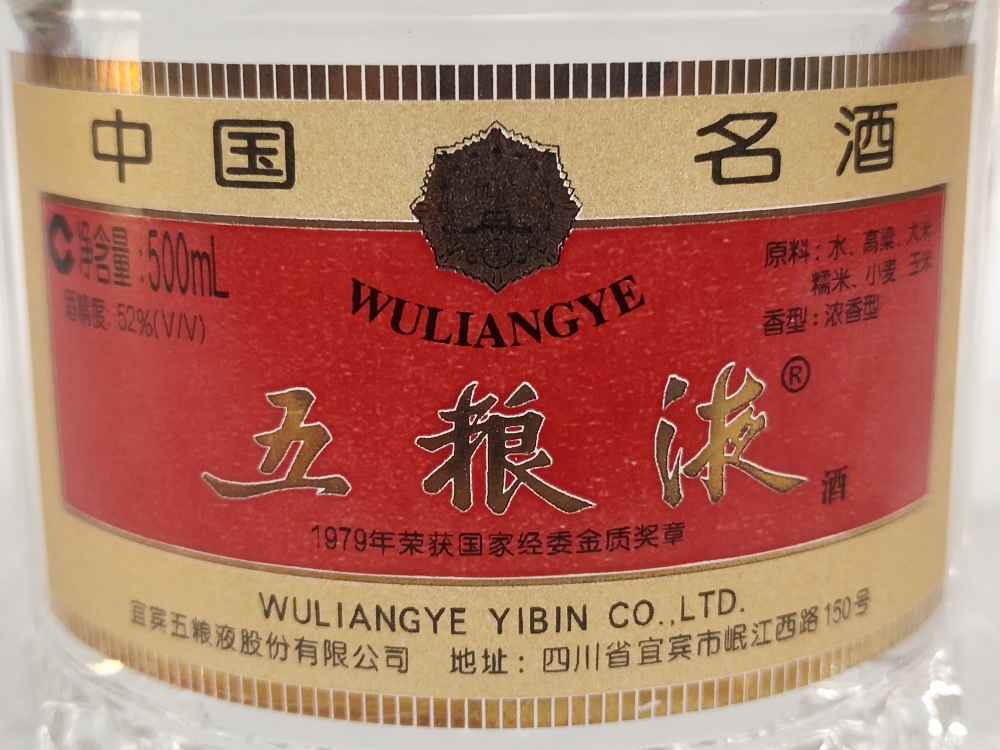 中国 名酒
净含量:500mL
酒精度:52%(V/V)
原料:水、高粱、大米
糯米、小麦、玉米
香型:浓香型
WULIANGYE
五粮液® 酒
1979年荣获国家经委金质奖章
WULIANGYE YIBIN CO.,LTD.
宜宾五粮液股份有限公司 地址:四川省宜宾市岷江西路150号